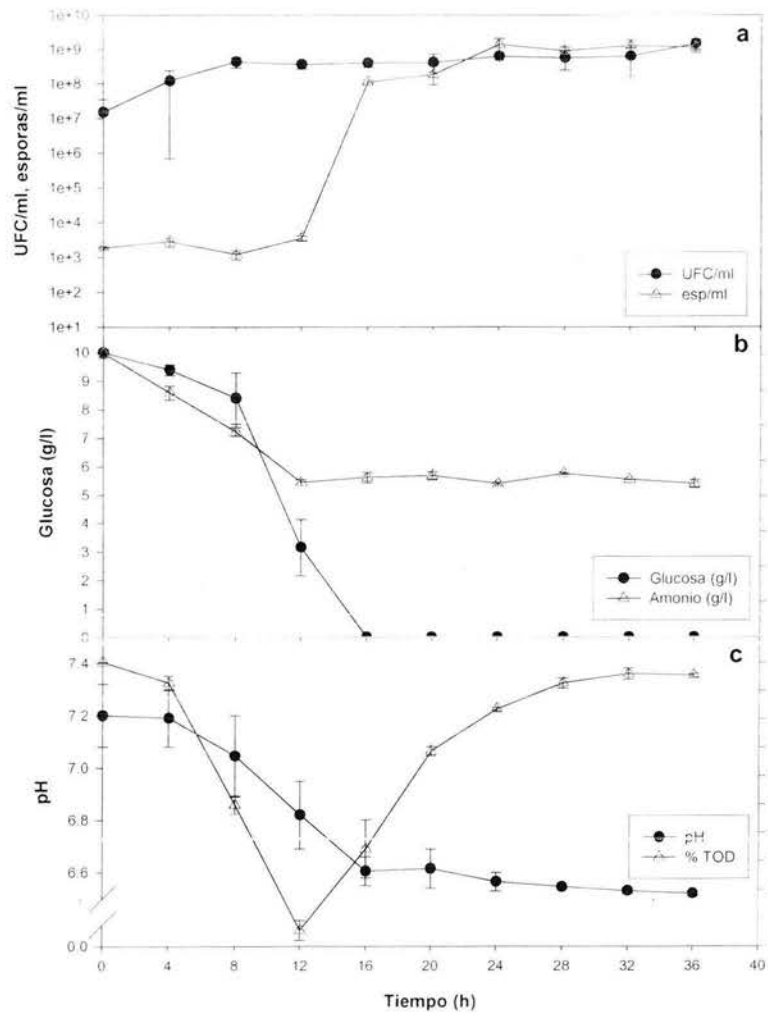 a
1e+10
1e+9
1e+8
1e+7
1e+6
1e+5
1e+4
1e+3
1e+2
1e+1
UFC/ml, esporas/ml
UFC/ml
esp/ml
b
10
9
8
7
6
5
4
3
2
1
0
Glucosa (g/l)
Glucosa (g/l)
Amonio (g/l)
c
7.4
7.2
7.0
6.8
6.6
0.0
pH
pH
% TOD
0 4 8 12 16 20 24 28 32 36 40
Tiempo (h)